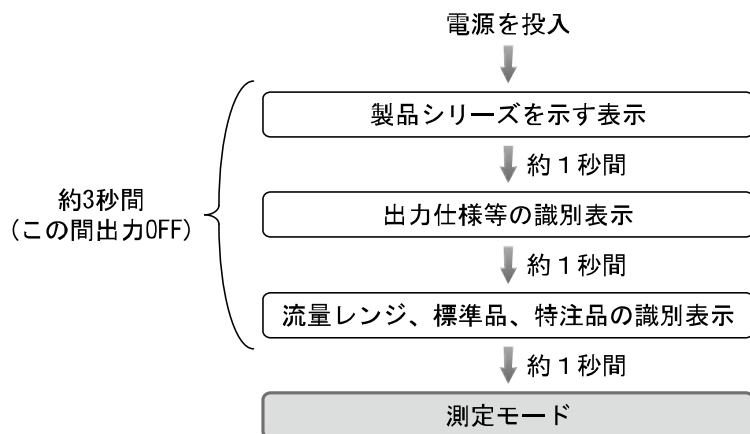 電源を投入
製品シリーズを示す表示
約1秒間
約3秒間
（この間出力OFF）
出力仕様等の識別表示
約1秒間
流量レンジ、標準品、特注品の識別表示
約1秒間
測定モード